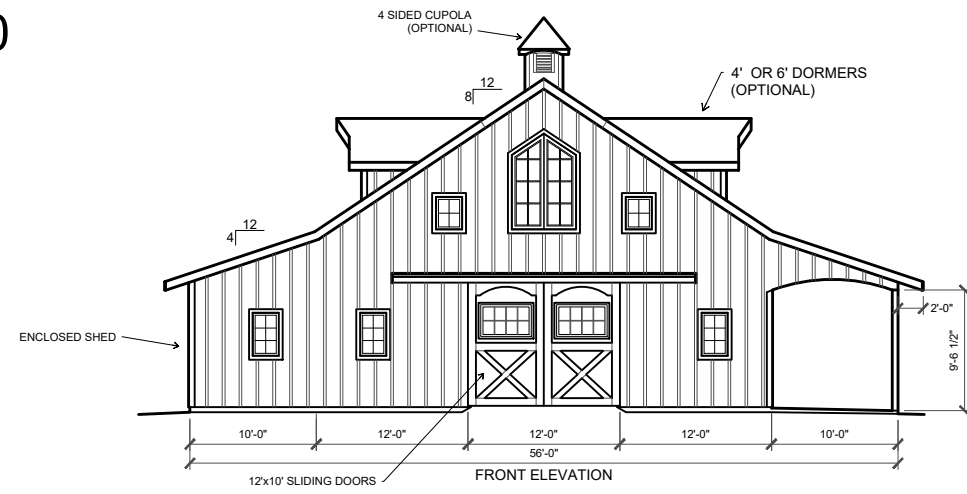 4 SIDED CUPOLA
(OPTIONAL)
4' OR 6' DORMERS
(OPTIONAL)
12
8
12
4
ENCLOSED SHED
2'-0"
9'-6 1/2"
10'-0"
12'-0"
12'-0"
12'-0"
10'-0"
56'-0"
12'x10' SLIDING DOORS
FRONT ELEVATION